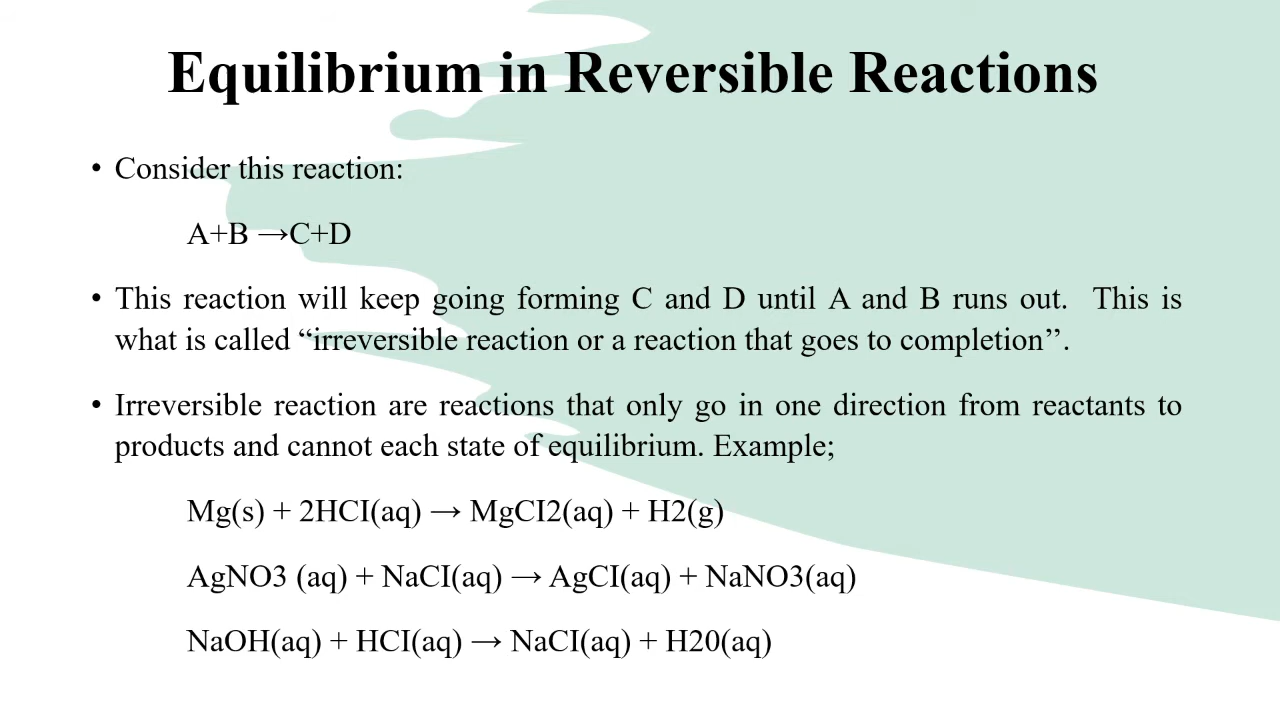 Equilibrium in Reversible Reactions
• Consider this reaction:
A+B →C+D
• This reaction will keep going forming C and D until A and B runs out. This is
what is called “irreversible reaction or a reaction that goes to completion’’.
• Irreversible reaction are reactions that only go in one direction from reactants to
products and cannot each state of equilibrium. Example;
Mg(s) + 2HCI(aq) → MgCI2(aq) + H2(g)
AgNO3 (aq) + NaCI(aq) → AgCI(aq) + NaNO3(aq)
NaOH(aq) + HCI(aq) → NaCI(aq) + H20(aq)